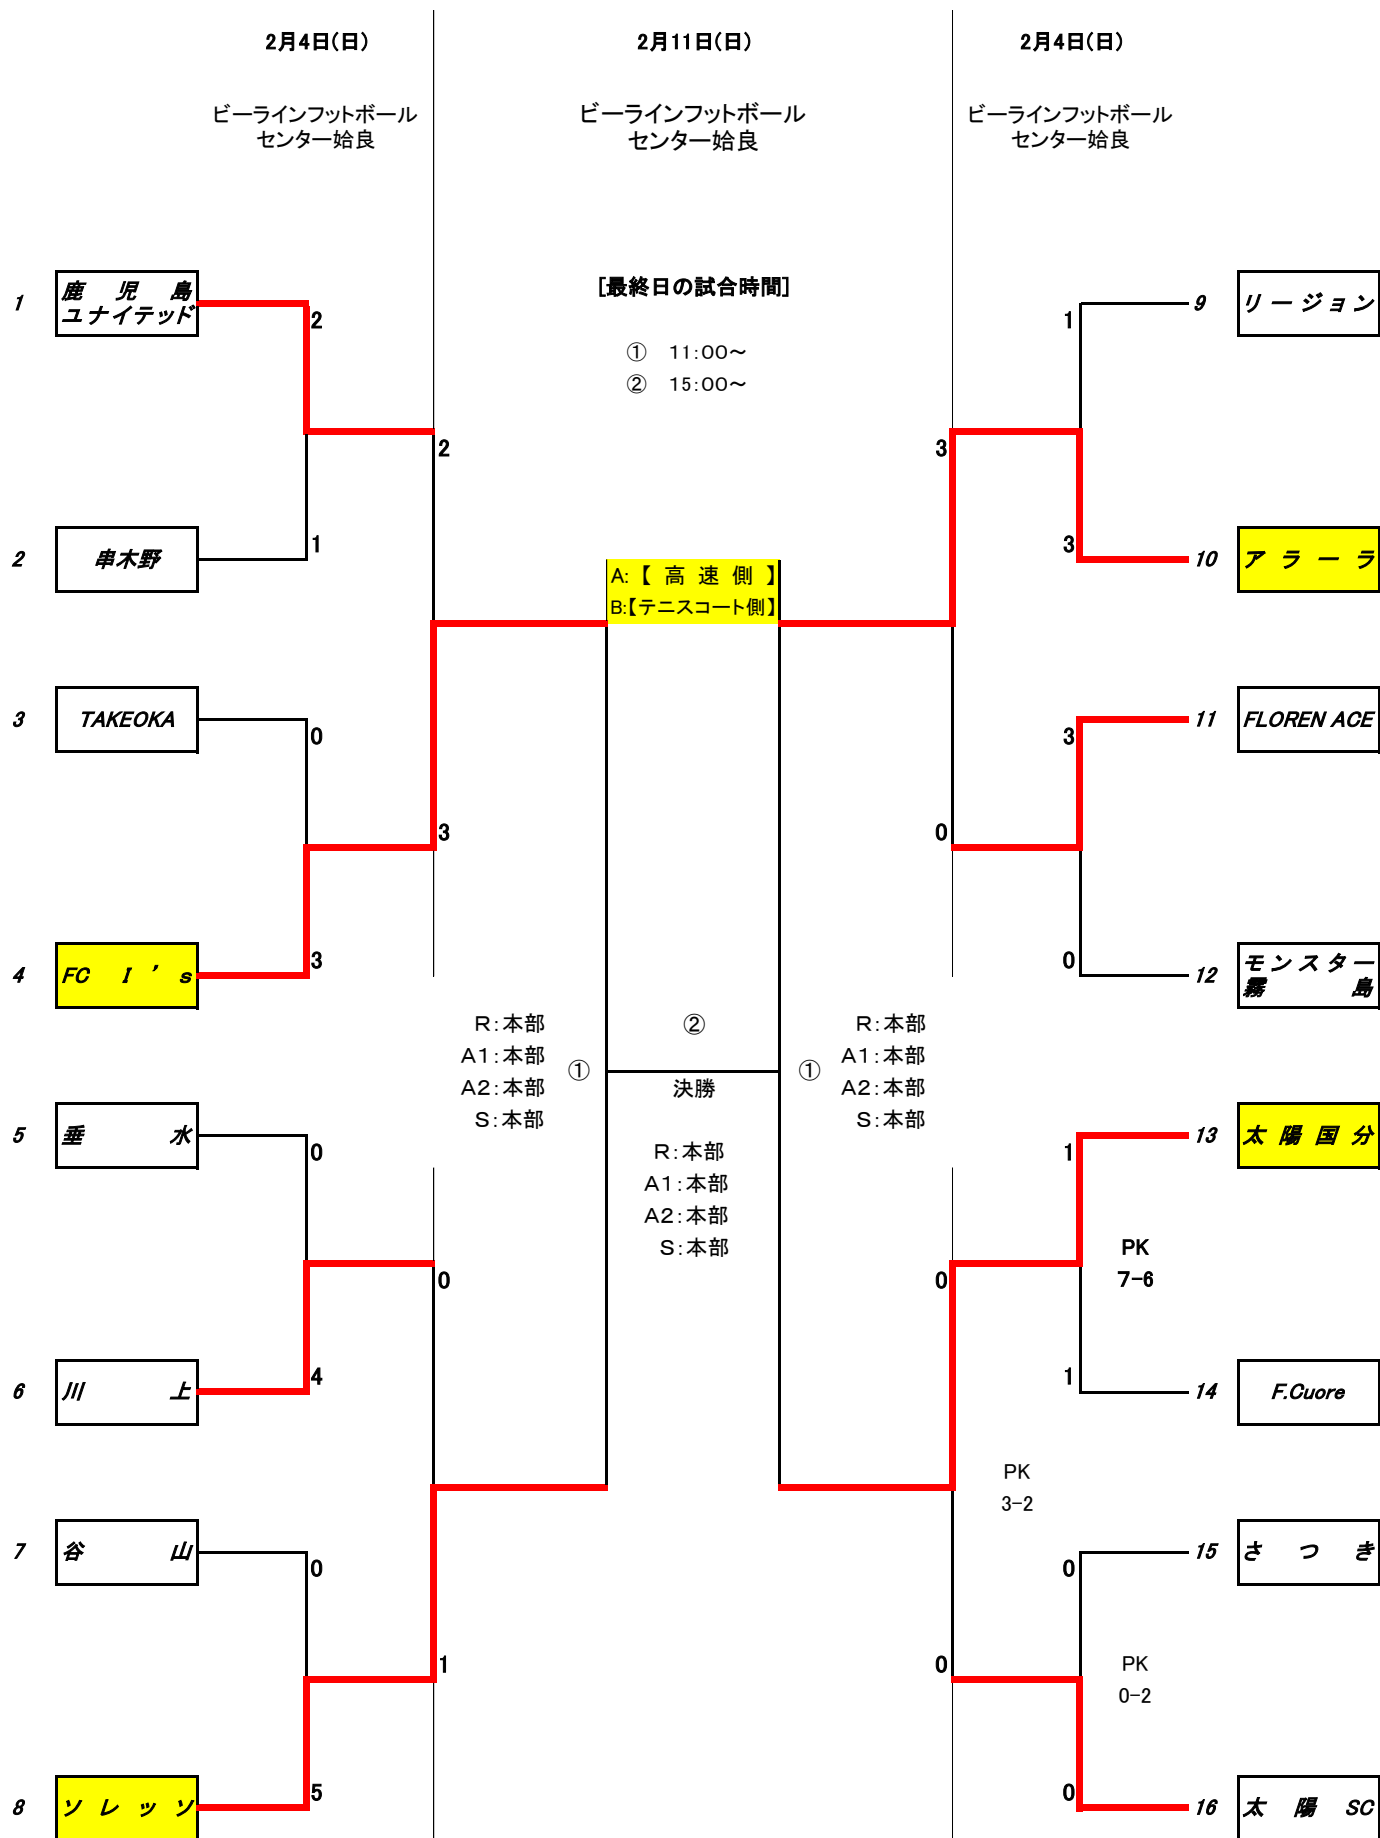 2月4日(日)
2月11日(日)
2月4日(日)
ビーラインフットボール
センター姶良
ビーラインフットボール
センター姶良
ビーラインフットボール
センター姶良
[最終日の試合時間]
① 11:00～
② 15:00～
1 鹿児島
ユナイテッド
2
2
2 串木野
1
3 TAKEOKA
0
3
4 FC I's
3
5 垂水
0
0
6 川上
4
7 谷山
0
1
8 ソレッソ
5
A:【高速側】
B:【テニスコート側】
R:本部
A1:本部
A2:本部
S:本部
①
②
決勝
R:本部
A1:本部
A2:本部
S:本部
①
R:本部
A1:本部
A2:本部
S:本部
1
9 リージョン
3
3
10 アラーラ
3
11 FLOREN ACE
0
0
12 モンスター
霧島
1
13 太陽国分
PK
7-6
0
1
14 F.Cuore
PK
3-2
0
15 さつき
0
PK
0-2
0
16 太陽SC